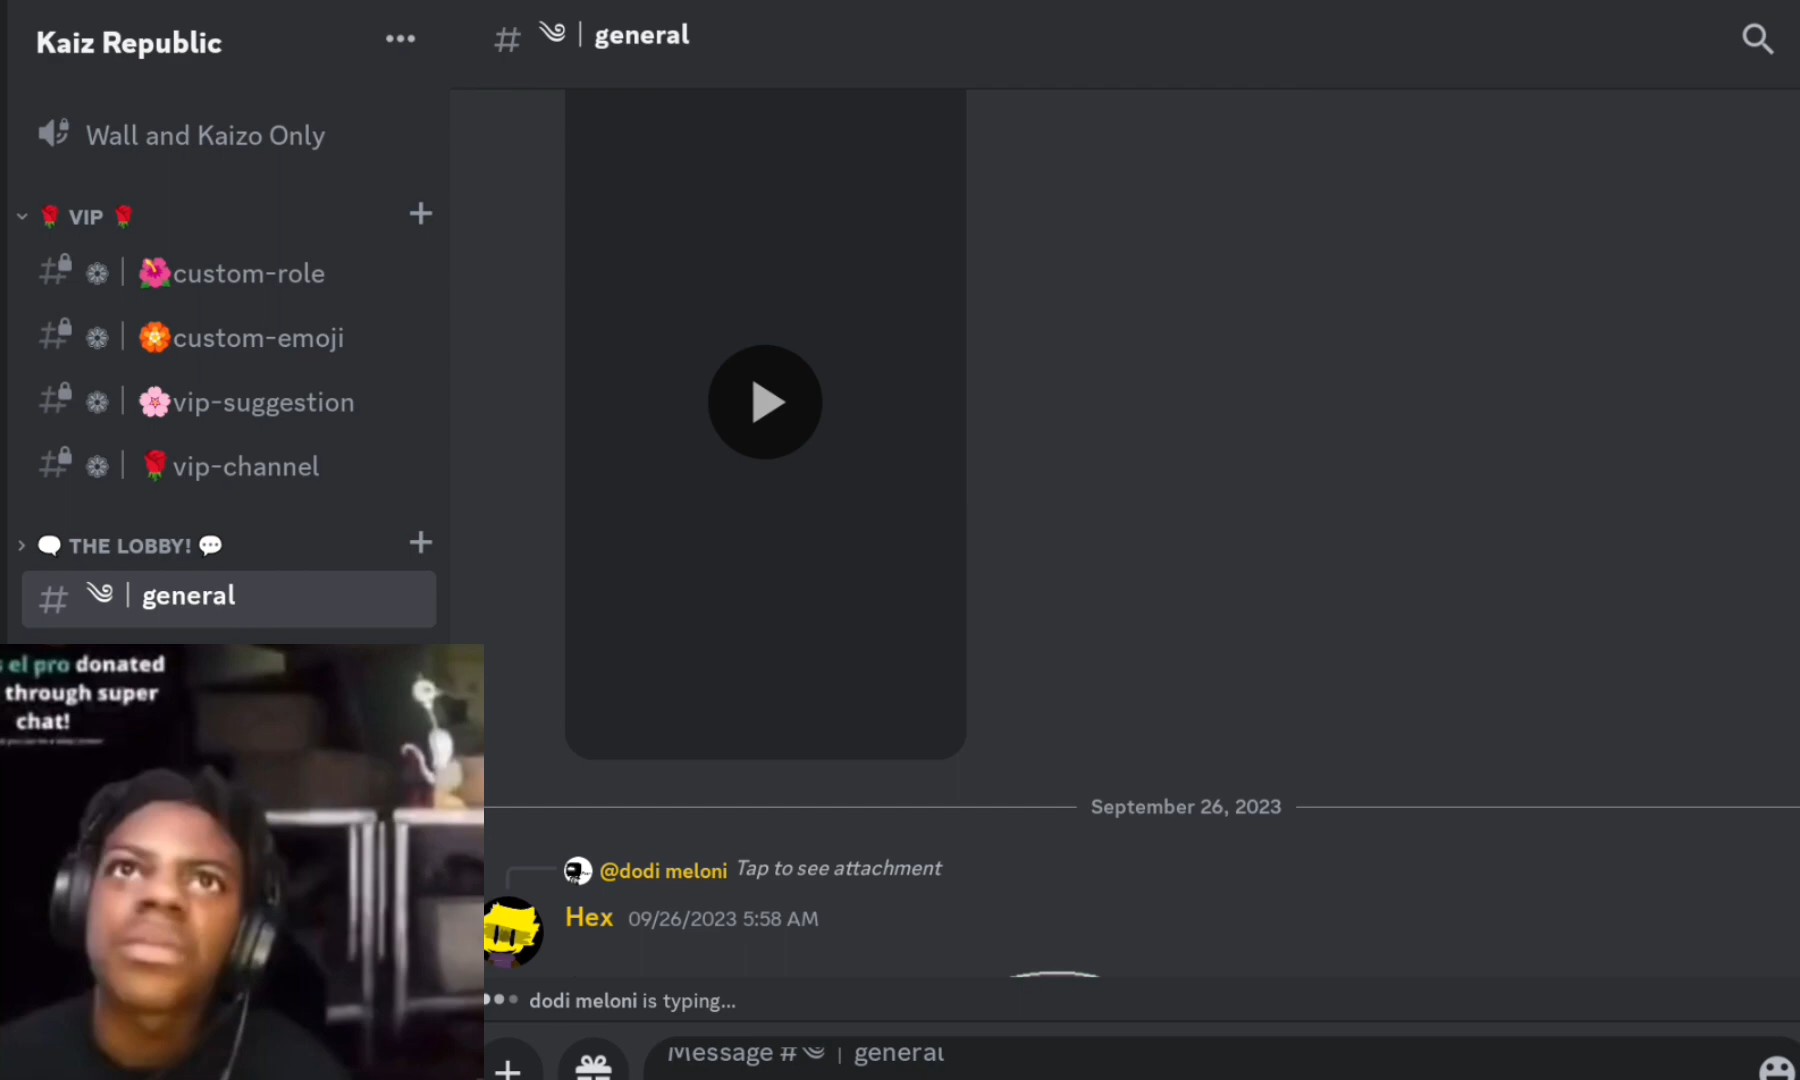 Kaiz Republic
Wall and Kaizo Only
VIP
custom-role
custom-emoji
vip-suggestion
vip-channel
THE LOBBY!
general
el pro donated
through super
chat!
# | general
September 26, 2023
@dodi meloni Tap to see attachment
Hex 09/26/2023 5:58 AM
dodi meloni is typing...
Message # | general